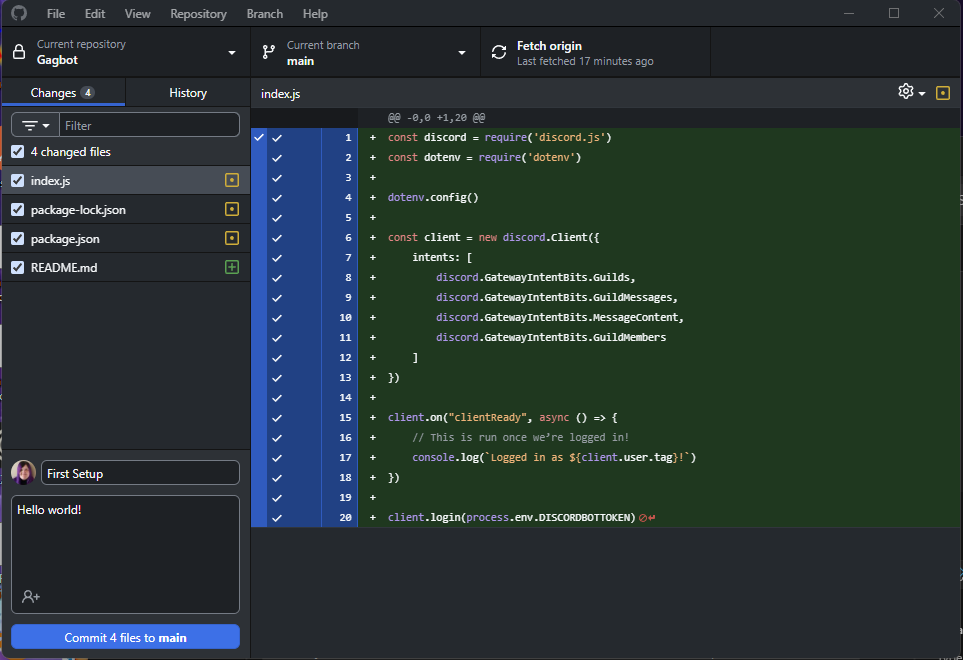 File Edit View Repository Branch Help
Current repository
Gagbot
Current branch
main
Fetch origin
Last fetched 17 minutes ago
Changes 4
History
index.js
Filter
4 changed files
index.js
package-lock.json
package.json
README.md
First Setup
Hello world!
Commit 4 files to main
@@ -0,0 +1,20 @@
1 + const discord = require('discord.js')
2 + const dotenv = require('dotenv')
3 +
4 + dotenv.config()
5 +
6 + const client = new discord.Client({
7 + intents: [
8 + discord.GatewayIntentBits.Guilds,
9 + discord.GatewayIntentBits.GuildMessages,
10 + discord.GatewayIntentBits.MessageContent,
11 + discord.GatewayIntentBits.GuildMembers
12 + ]
13 + })
14 +
15 + client.on("clientReady", async () => {
16 + // This is run once we’re logged in!
17 + console.log(`Logged in as ${client.user.tag}!`)
18 + })
19 +
20 + client.login(process.env.DISCORDBOTTOKEN)